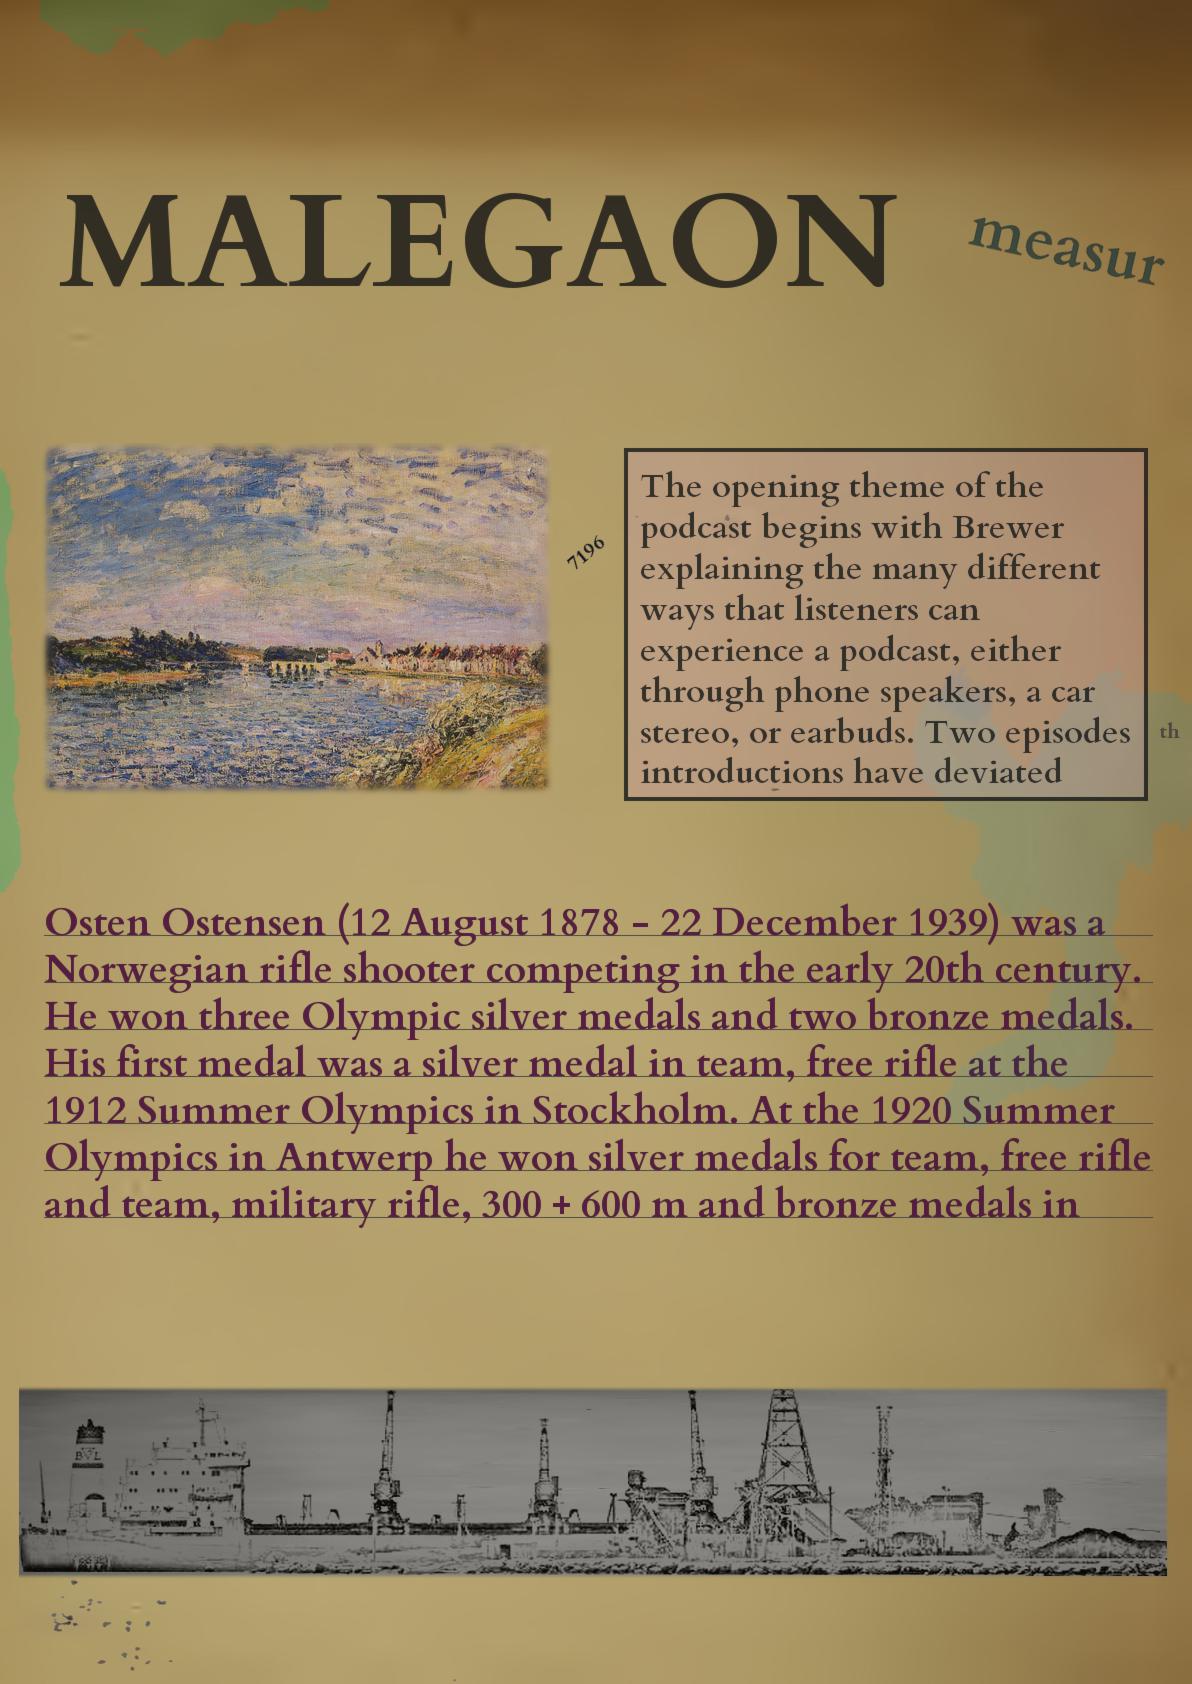 MALEGAON
measur
7196
The opening theme of the
podcast begins with Brewer
explaining the many different
ways that listeners can
experience a podcast, either
through phone speakers, a car
stereo, or earbuds. Two episodes
introductions have deviated
th
Osten Ostensen (12 August 1878 – 22 December 1939) was a
Norwegian rifle shooter competing in the early 20th century.
He won three Olympic silver medals and two bronze medals.
His first medal was a silver medal in team, free rifle at the
1912 Summer Olympics in Stockholm. At the 1920 Summer
Olympics in Antwerp he won silver medals for team, free rifle
and team, military rifle, 300 + 600 m and bronze medals in